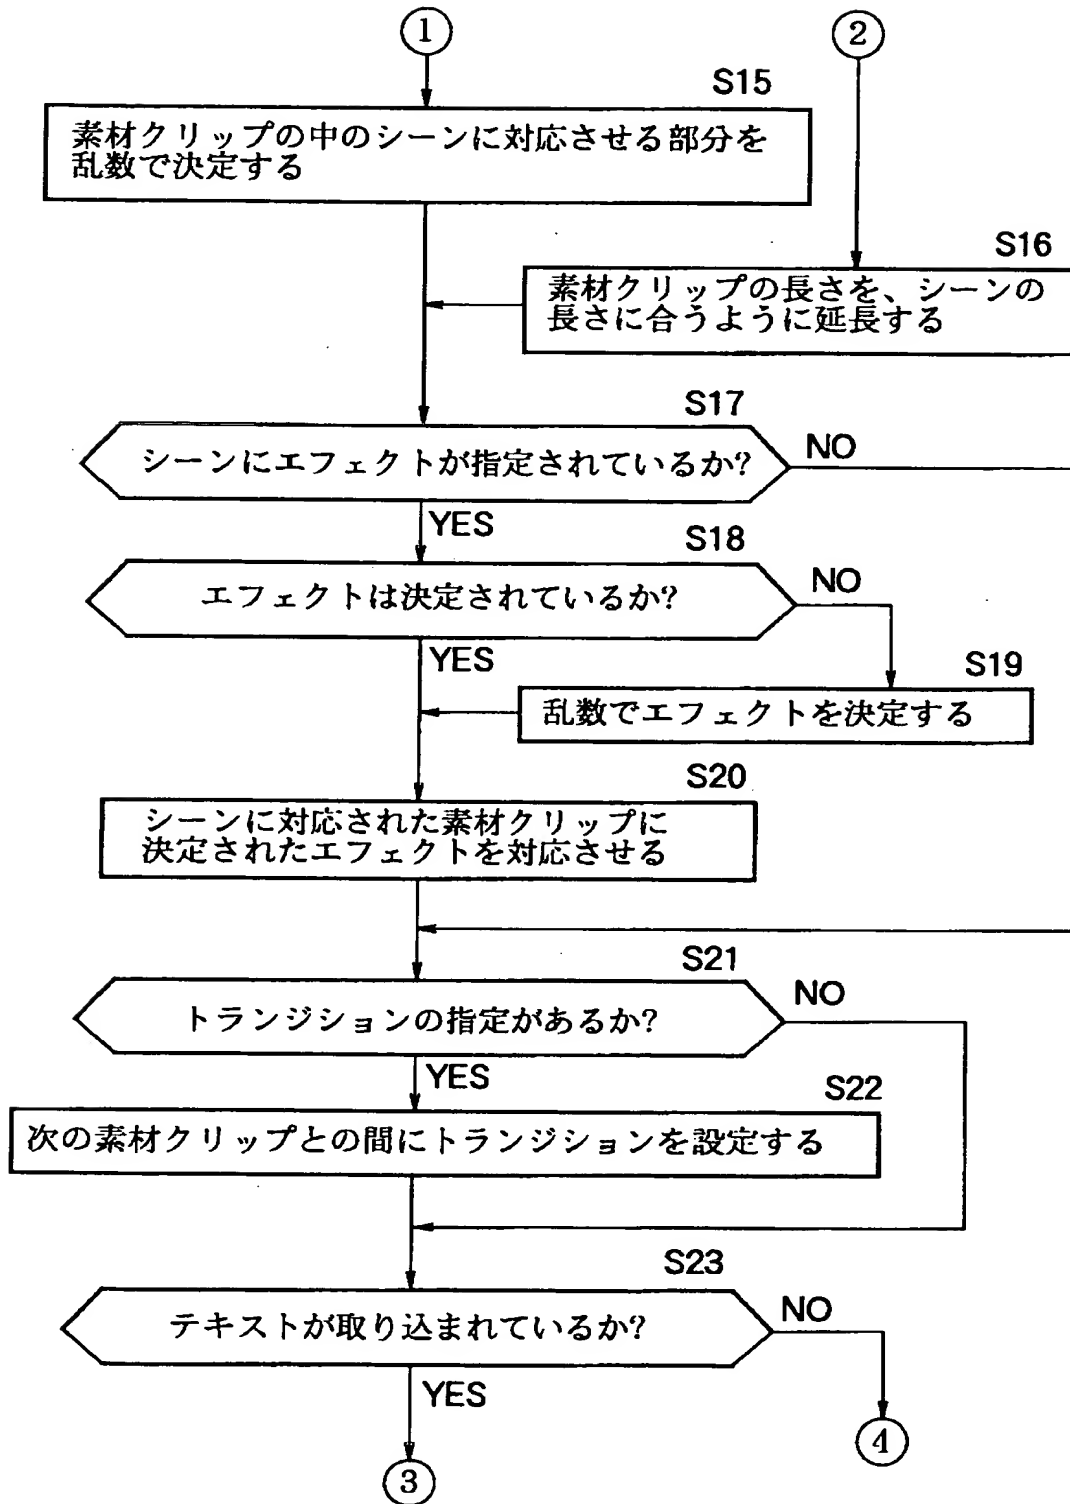 1
2
S15
素材クリップの中のシーンに対応させる部分を
乱数で決定する
S16
素材クリップの長さを、シーンの
長さに合うように延長する
S17
シーンにエフェクトが指定されているか?
NO
YES
S18
エフェクトは決定されているか?
NO
YES
S19
乱数でエフェクトを決定する
S20
シーンに対応された素材クリップに
決定されたエフェクトを対応させる
S21
トランジションの指定があるか?
NO
YES
S22
次の素材クリップとの間にトランジションを設定する
S23
テキストが取り込まれているか?
NO
YES
4
3